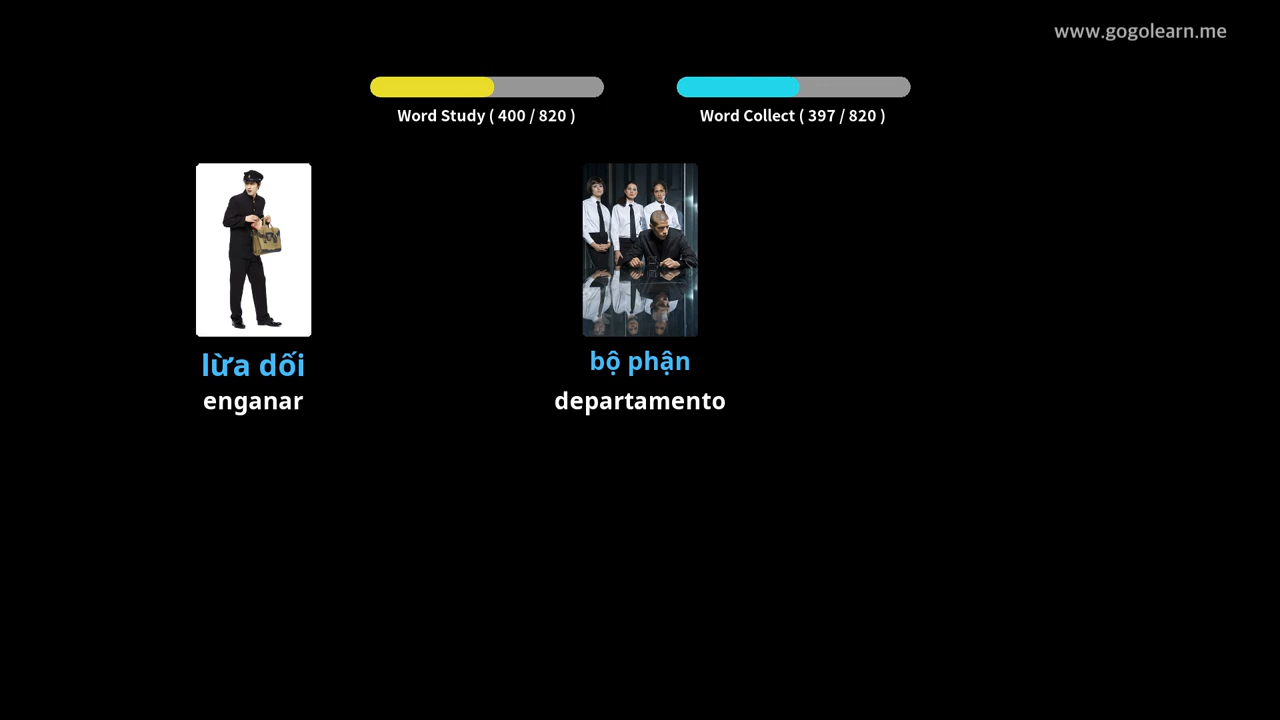 www.gogolearn.me
Word Study ( 400 / 820 )
Word Collect ( 397 / 820 )
lừa dối
enganar
bộ phận
departamento